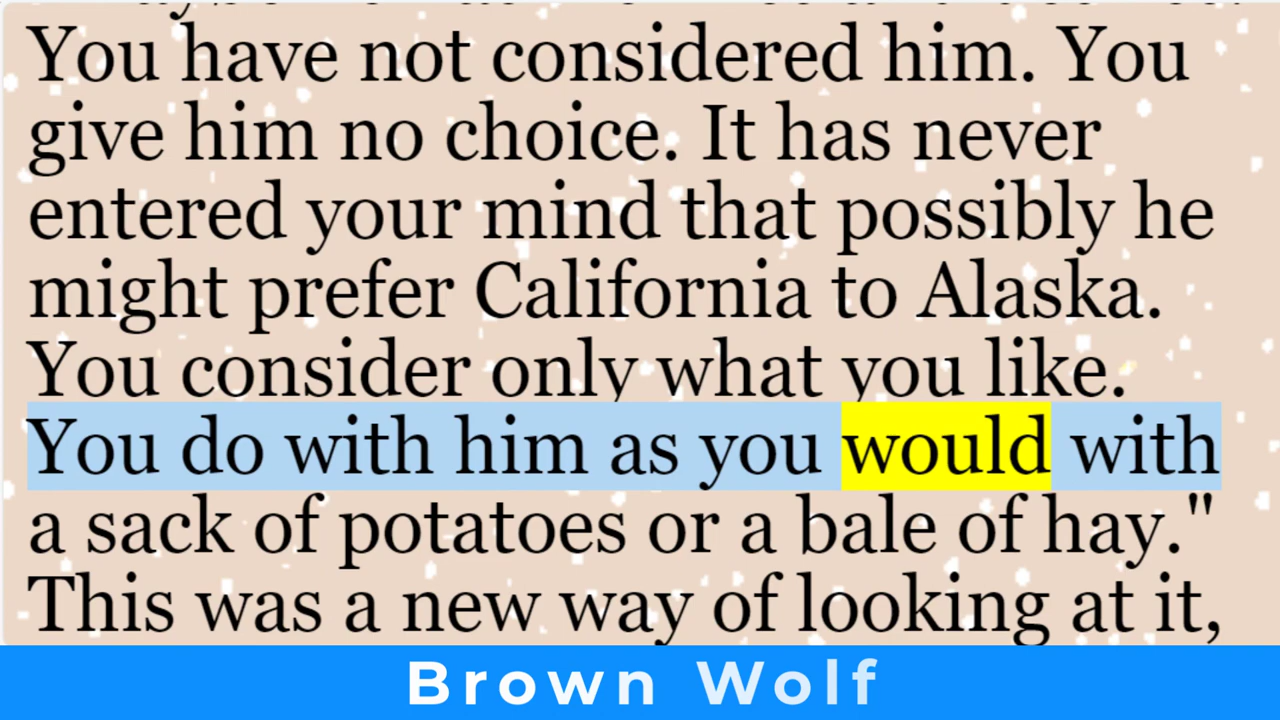 You have not considered him. You
give him no choice. It has never
entered your mind that possibly he
might prefer California to Alaska.
You consider only what you like.
You do with him as you would with
a sack of potatoes or a bale of hay."
This was a new way of looking at it,
Brown Wolf